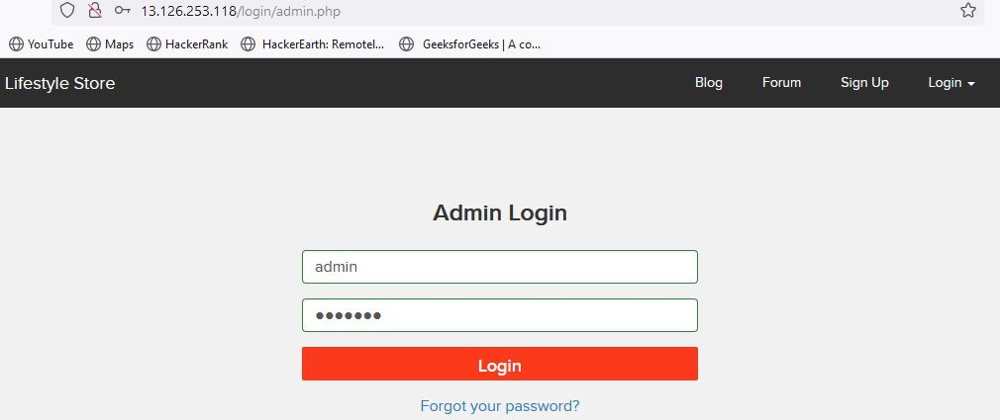 13.126.253.118/login/admin.php
YouTube Maps HackerRank HackerEarth: Remotel... GeeksforGeeks | A co...
Lifestyle Store Blog Forum Sign Up Login
Admin Login
admin
•••••••
Login
Forgot your password?